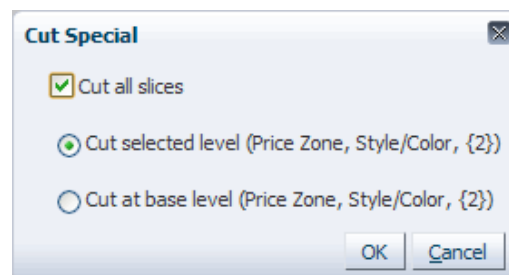 Cut Special
Cut all slices
Cut selected level (Price Zone, Style/Color, {2})
Cut at base level (Price Zone, Style/Color, {2})
OK Cancel